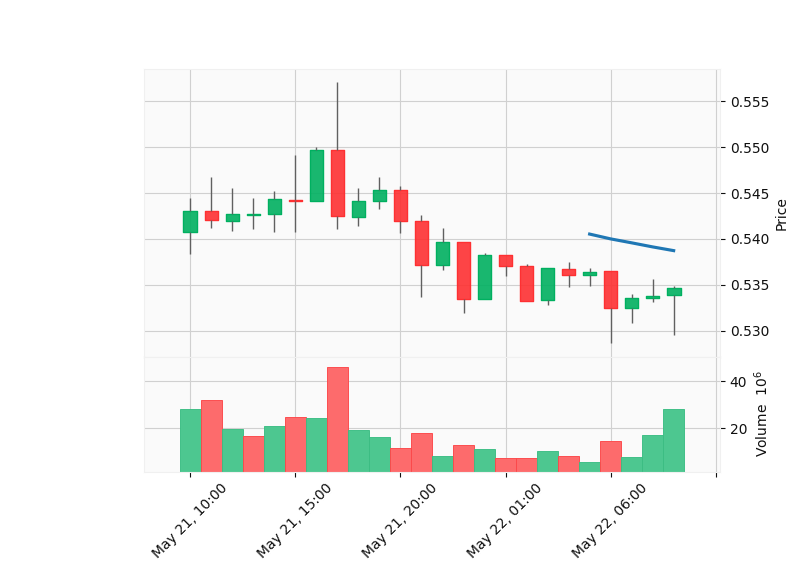 0.555
0.550
0.545
0.540
0.535
0.530
Price
40
20
Volume 10^6
May 21, 10:00
May 21, 15:00
May 21, 20:00
May 22, 01:00
May 22, 06:00